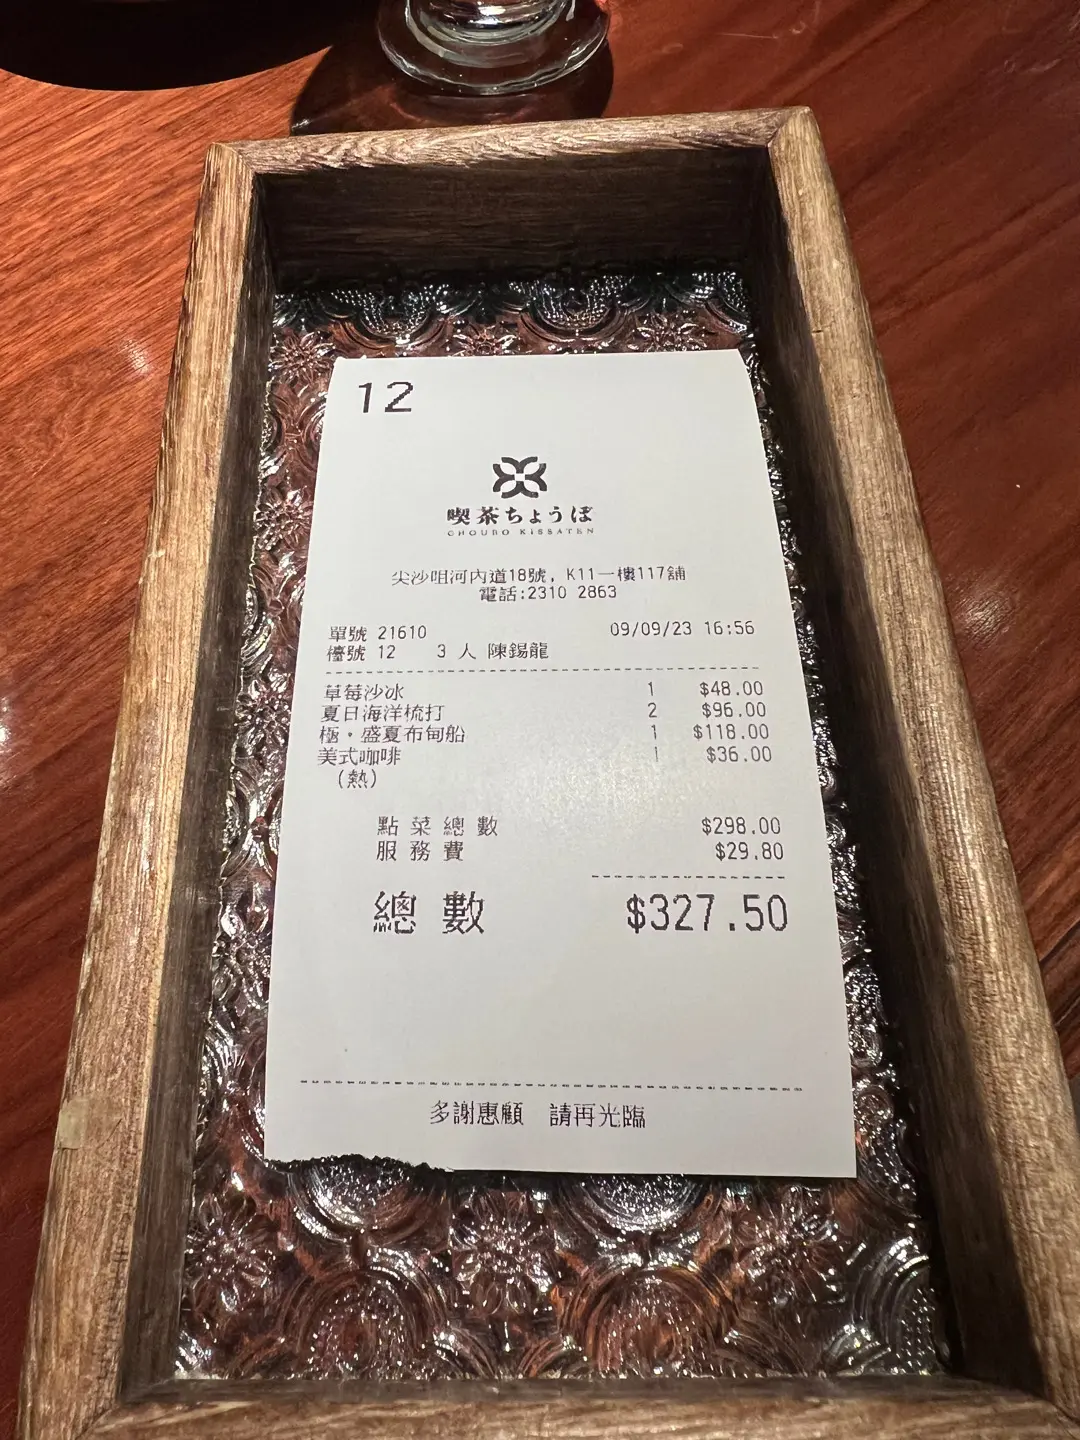 12
喫茶ちょうぼ
CHOUBO KISSATEN
尖沙咀河內道18號, K11一樓117舖
電話:2310 2863
單號 21610 09/09/23 16:56
檯號 12 3 人 陳錫龍
草莓沙冰 1 $48.00
夏日海洋梳打 2 $96.00
極・盛夏布甸船 1 $118.00
美式咖啡 1 $36.00
(熱)
點菜總數 $298.00
服務費 $29.80
總數 $327.50
多謝惠顧 請再光臨